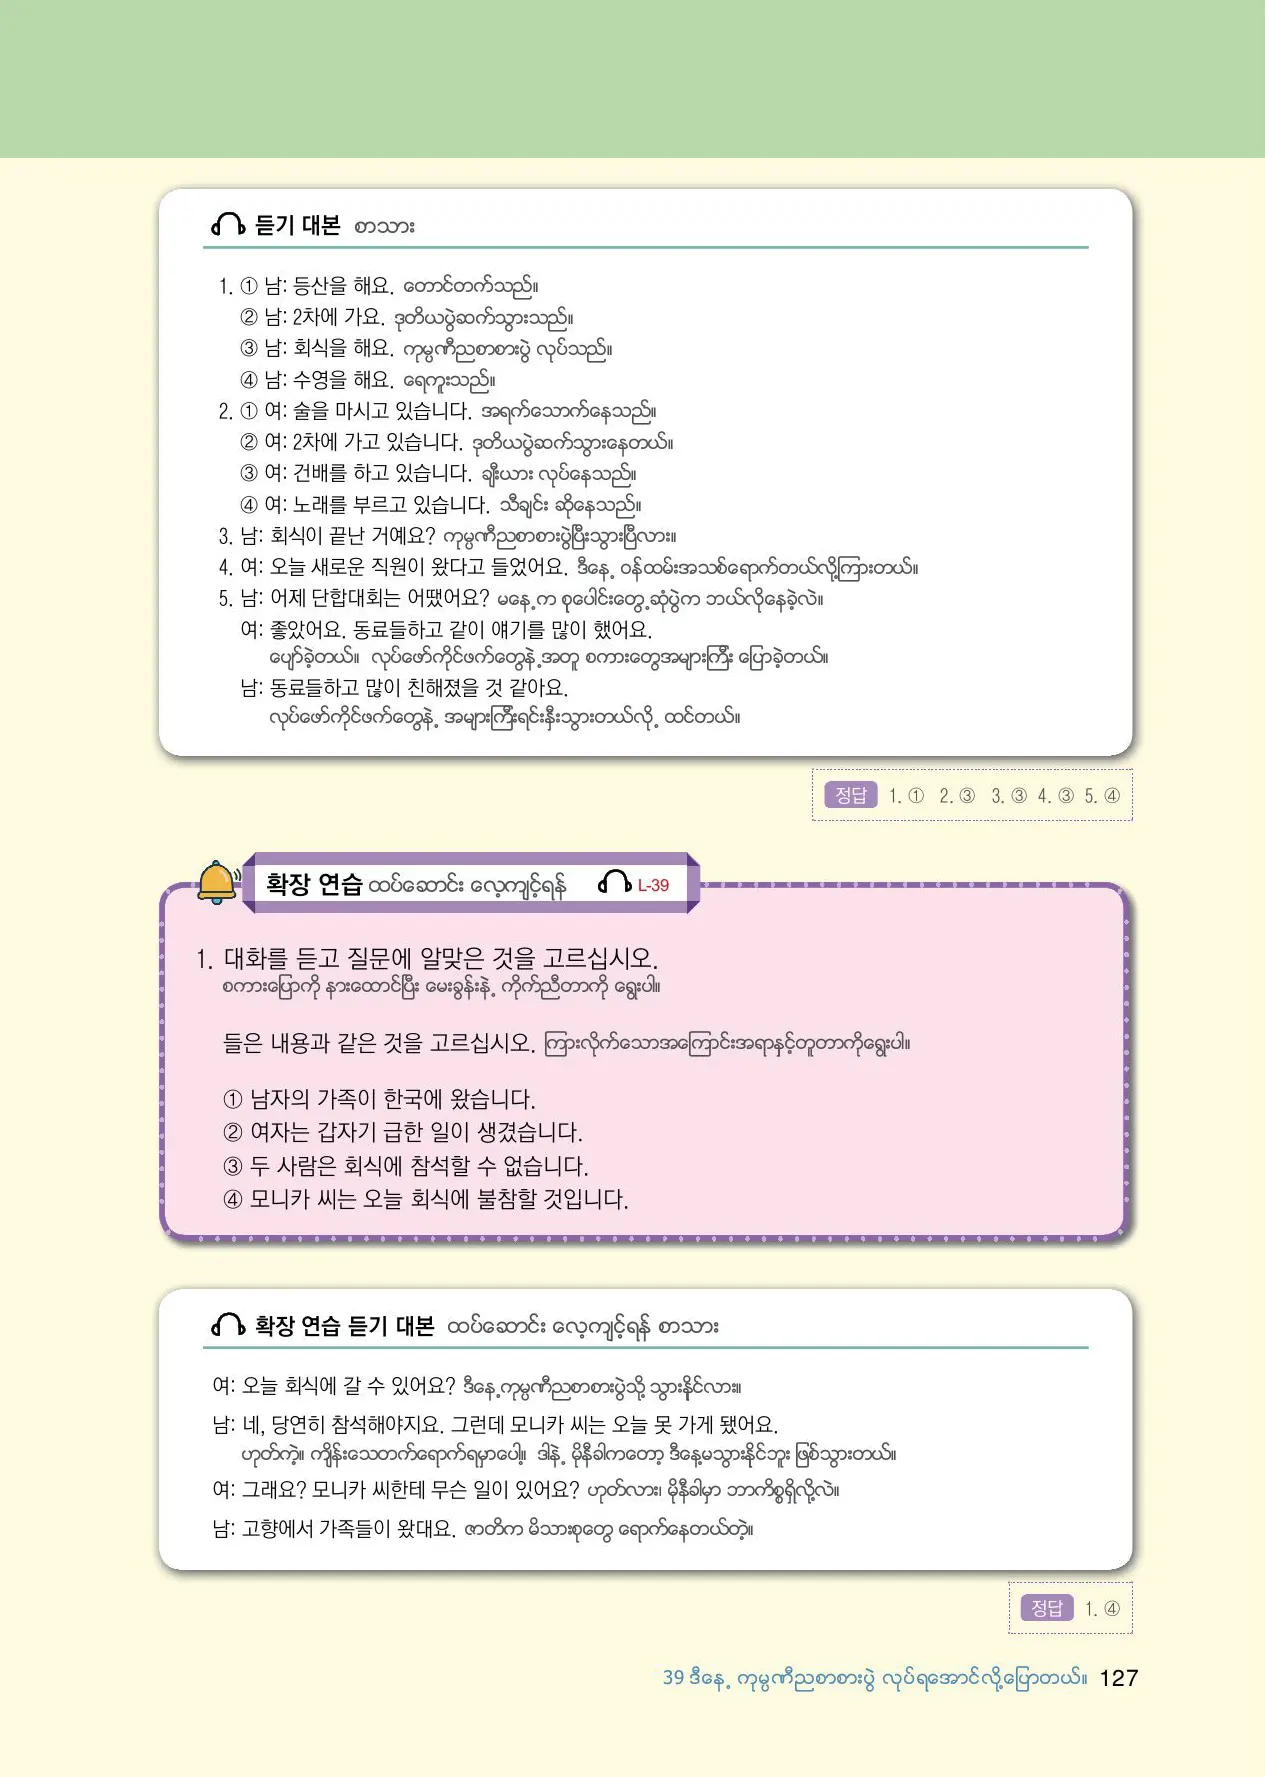 듣기 대본 စာသား
1. ① 남: 등산을 해요. တောင်တက်သည်။
② 남: 2차에 가요. ဒုတိယပွဲဆက်သွားသည်။
③ 남: 회식을 해요. ကုမ္ပဏီညစာစားပွဲ လုပ်သည်။
④ 남: 수영을 해요. ရေကူးသည်။
2. ① 여: 술을 마시고 있습니다. အရက်သောက်နေသည်။
② 여: 2차에 가고 있습니다. ဒုတိယပွဲဆက်သွားနေတယ်။
③ 여: 건배를 하고 있습니다. ချီးယား လုပ်နေသည်။
④ 여: 노래를 부르고 있습니다. သီချင်း ဆိုနေသည်။
3. 남: 회식이 끝난 거예요? ကုမ္ပဏီညစာစားပွဲပြီးသွားပြီလား။
4. 여: 오늘 새로운 직원이 왔다고 들었어요. ဒီနေ့ ဝန်ထမ်းအသစ်ရောက်တယ်လို့ကြားတယ်။
5. 남: 어제 단합대회는 어땠어요? မနေ့က စုပေါင်းတွေ့ဆုံပွဲက ဘယ်လိုနေခဲ့လဲ။
여: 좋았어요. 동료들하고 같이 얘기를 많이 했어요.
ပျော်ခဲ့တယ်။ လုပ်ဖော်ကိုင်ဖက်တွေနဲ့အတူ စကားတွေအများကြီး ပြောခဲ့တယ်။
남: 동료들하고 많이 친해졌을 것 같아요.
လုပ်ဖော်ကိုင်ဖက်တွေနဲ့ အများကြီးရင်းနှီးသွားတယ်လို့ ထင်တယ်။
정답 1. ① 2. ③ 3. ③ 4. ③ 5. ④
확장 연습 ထပ်ဆောင်း လေ့ကျင့်ရန် L-39
1. 대화를 듣고 질문에 알맞은 것을 고르십시오.
စကားပြောကို နားထောင်ပြီး မေးခွန်းနဲ့ ကိုက်ညီတာကို ရွေးပါ။
들은 내용과 같은 것을 고르십시오. ကြားလိုက်သောအကြောင်းအရာနှင့်တူတာကိုရွေးပါ။
① 남자의 가족이 한국에 왔습니다.
② 여자는 갑자기 급한 일이 생겼습니다.
③ 두 사람은 회식에 참석할 수 없습니다.
④ 모니카 씨는 오늘 회식에 불참할 것입니다.
확장 연습 듣기 대본 ထပ်ဆောင်း လေ့ကျင့်ရန် စာသား
여: 오늘 회식에 갈 수 있어요? ဒီနေ့ကုမ္ပဏီညစာစားပွဲသို့ သွားနိုင်လား။
남: 네, 당연히 참석해야지요. 그런데 모니카 씨는 오늘 못 가게 됐어요.
ဟုတ်ကဲ့။ ကျိန်းသေတက်ရောက်ရမှာပေါ့။ ဒါနဲ့ မိုနီခါကတော့ ဒီနေ့မသွားနိုင်ဘူး ဖြစ်သွားတယ်။
여: 그래요? 모니카 씨한테 무슨 일이 있어요? ဟုတ်လား၊ မိုနီခါမှာ ဘာကိစ္စရှိလို့လဲ။
남: 고향에서 가족들이 왔대요. ဇာတိက မိသားစုတွေ ရောက်နေတယ်တဲ့။
정답 1. ④
39 ဒီနေ့ ကုမ္ပဏီညစာစားပွဲ လုပ်ရအောင်လို့ပြောတယ်။ 127